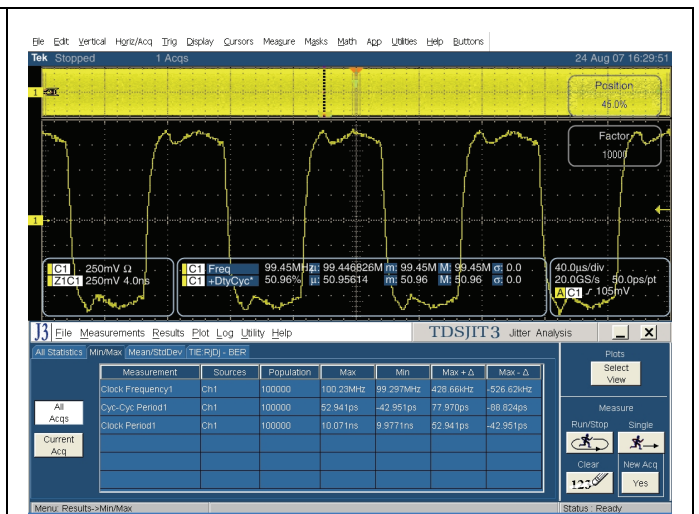 File Edit Vertical Horiz/Acq Trig Display Cursors Measure Masks Math App Utilities Help Buttons
Tek Stopped 1 Acqs 24 Aug 07 16:29:51
1
Position
45.0%
Factor
10000
1
C1 250mV Ω
Z1C1 250mV 4.0ns
C1 Freq 99.45MHz µ: 99.446826M m: 99.45M M: 99.45M σ: 0.0
C1 +DtyCyc* 50.96% µ: 50.95614 m: 50.96 M: 50.96 σ: 0.0
40.0µs/div
20.0GS/s 50.0ps/pt
A C1 ∫ 105mV
J3 File Measurements Results Plot Log Utility Help TDSJIT3 Jitter Analysis _ X
All Statistics Min/Max Mean/StdDev TIE:RjDj - BER
Measurement Sources Population Max Min Max + Δ Max - Δ
Clock Frequency1 Ch1 100000 100.23MHz 99.297MHz 428.66kHz -526.62kHz
Cyc-Cyc Period1 Ch1 100000 52.941ps -42.951ps 77.970ps -88.824ps
Clock Period1 Ch1 100000 10.071ns 9.9771ns 52.941ps -42.951ps
All
Acqs
Current
Acq
Plots
Select
View
Measure
Run/Stop Single
Clear New Acq
123 Yes
Menu: Results->Min/Max Status : Ready